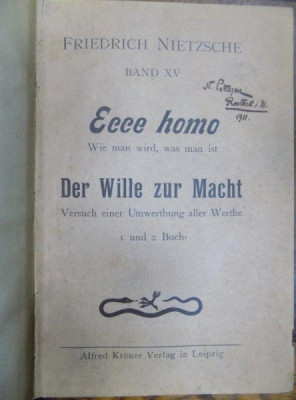 FRIEDRICH NIETZSCHE
BAND XV
Ecce homo
Wie man wird, was man ist
Der Wille zur Macht
Versuch einer Umwerthung aller Werthe
1. und 2. Buch
Alfred Kröner Verlag in Leipzig
1911.